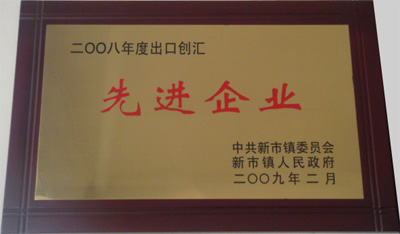 二〇〇八年度出口创汇
先进企业
中共新市镇委员会
新市镇人民政府
二〇〇九年二月